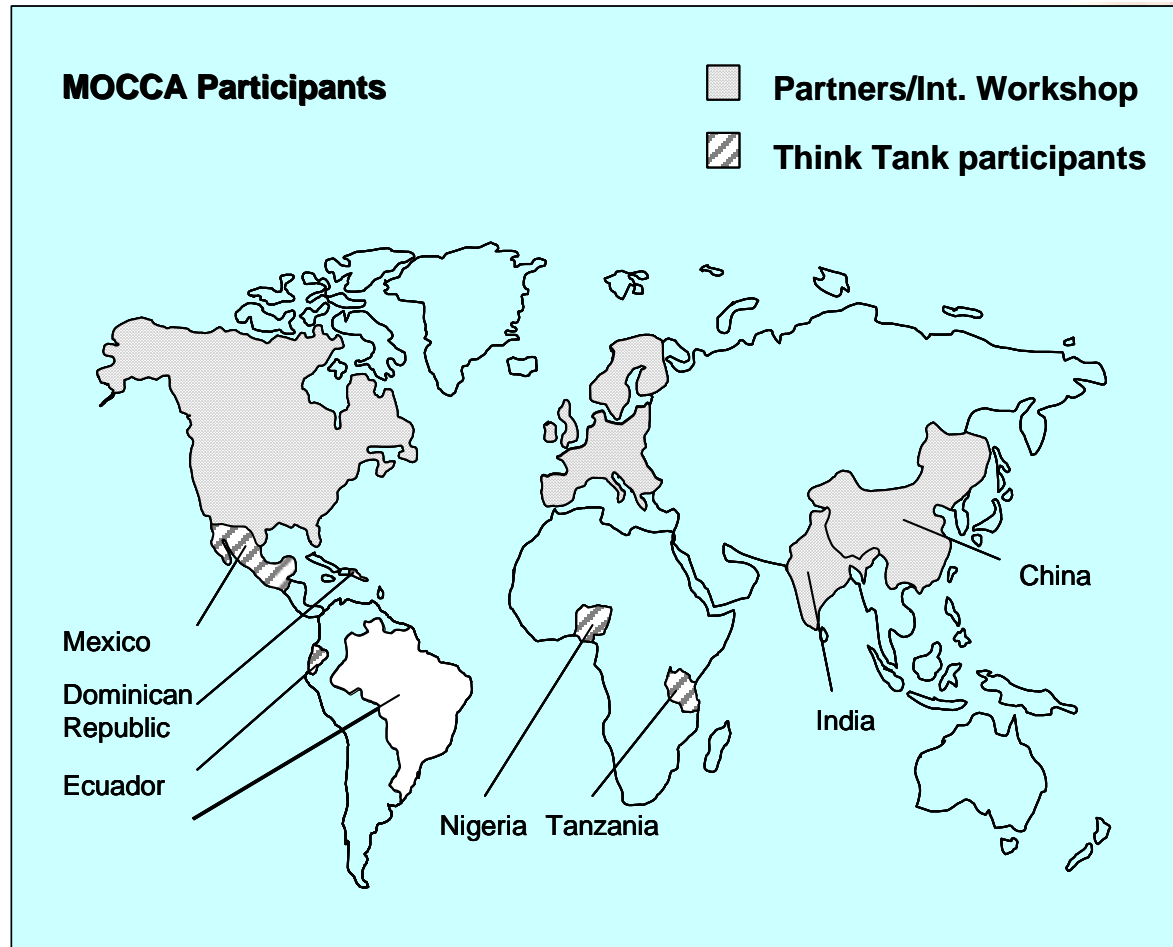 MOCCA Participants
Partners/Int. Workshop
Think Tank participants
China
Mexico
Dominican
Republic
India
Ecuador
Nigeria
Tanzania